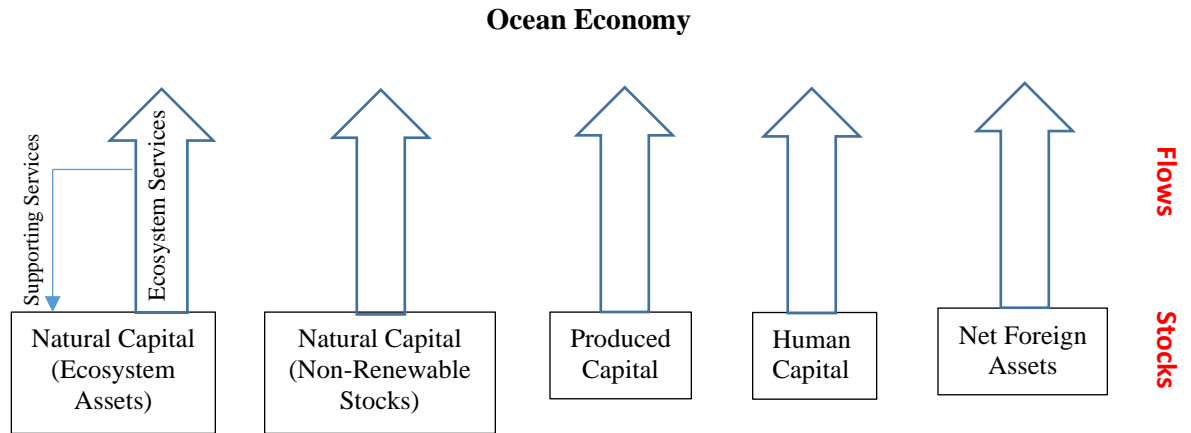 Ocean Economy
Supporting Services
Ecosystem Services
Flows
Natural Capital
(Ecosystem
Assets)
Natural Capital
(Non-Renewable
Stocks)
Produced
Capital
Human
Capital
Net Foreign
Assets
Stocks